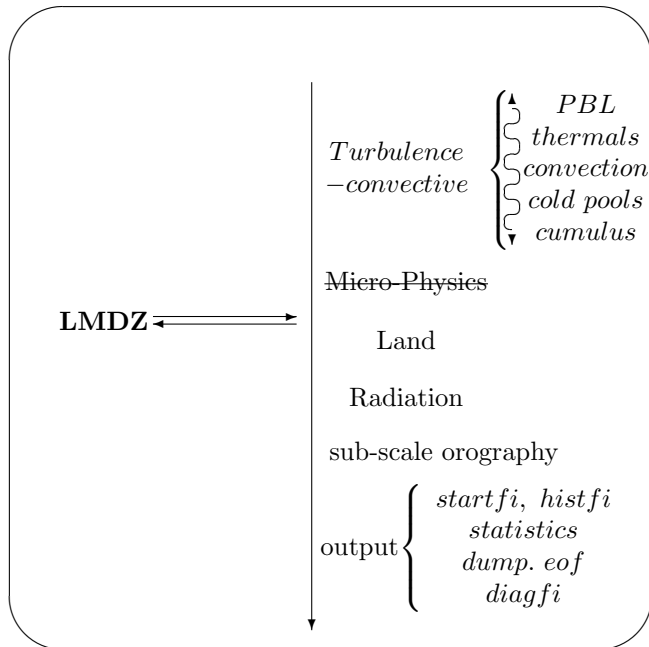 PBL
thermals
Turbulence
−convective
convection
cold pools
cumulus
Micro-Physics
LMDZ
Land
Radiation
sub-scale orography
output
startfi, histfi
statistics
dump. eof
diagfi